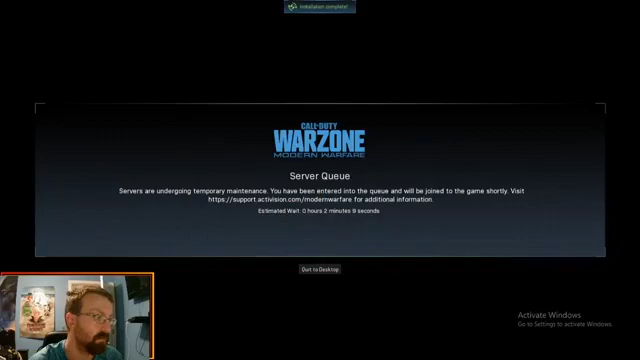 Installation complete!
CALL OF DUTY
WARZONE
MODERN WARFARE
Server Queue
Servers are undergoing temporary maintenance. You have been entered into the queue and will be joined to the game shortly. Visit
https://support.activision.com/modernwarfare for additional information.
Estimated Wait: 0 hours 2 minutes 9 seconds
Quit to Desktop
Activate Windows
Go to Settings to activate Windows.